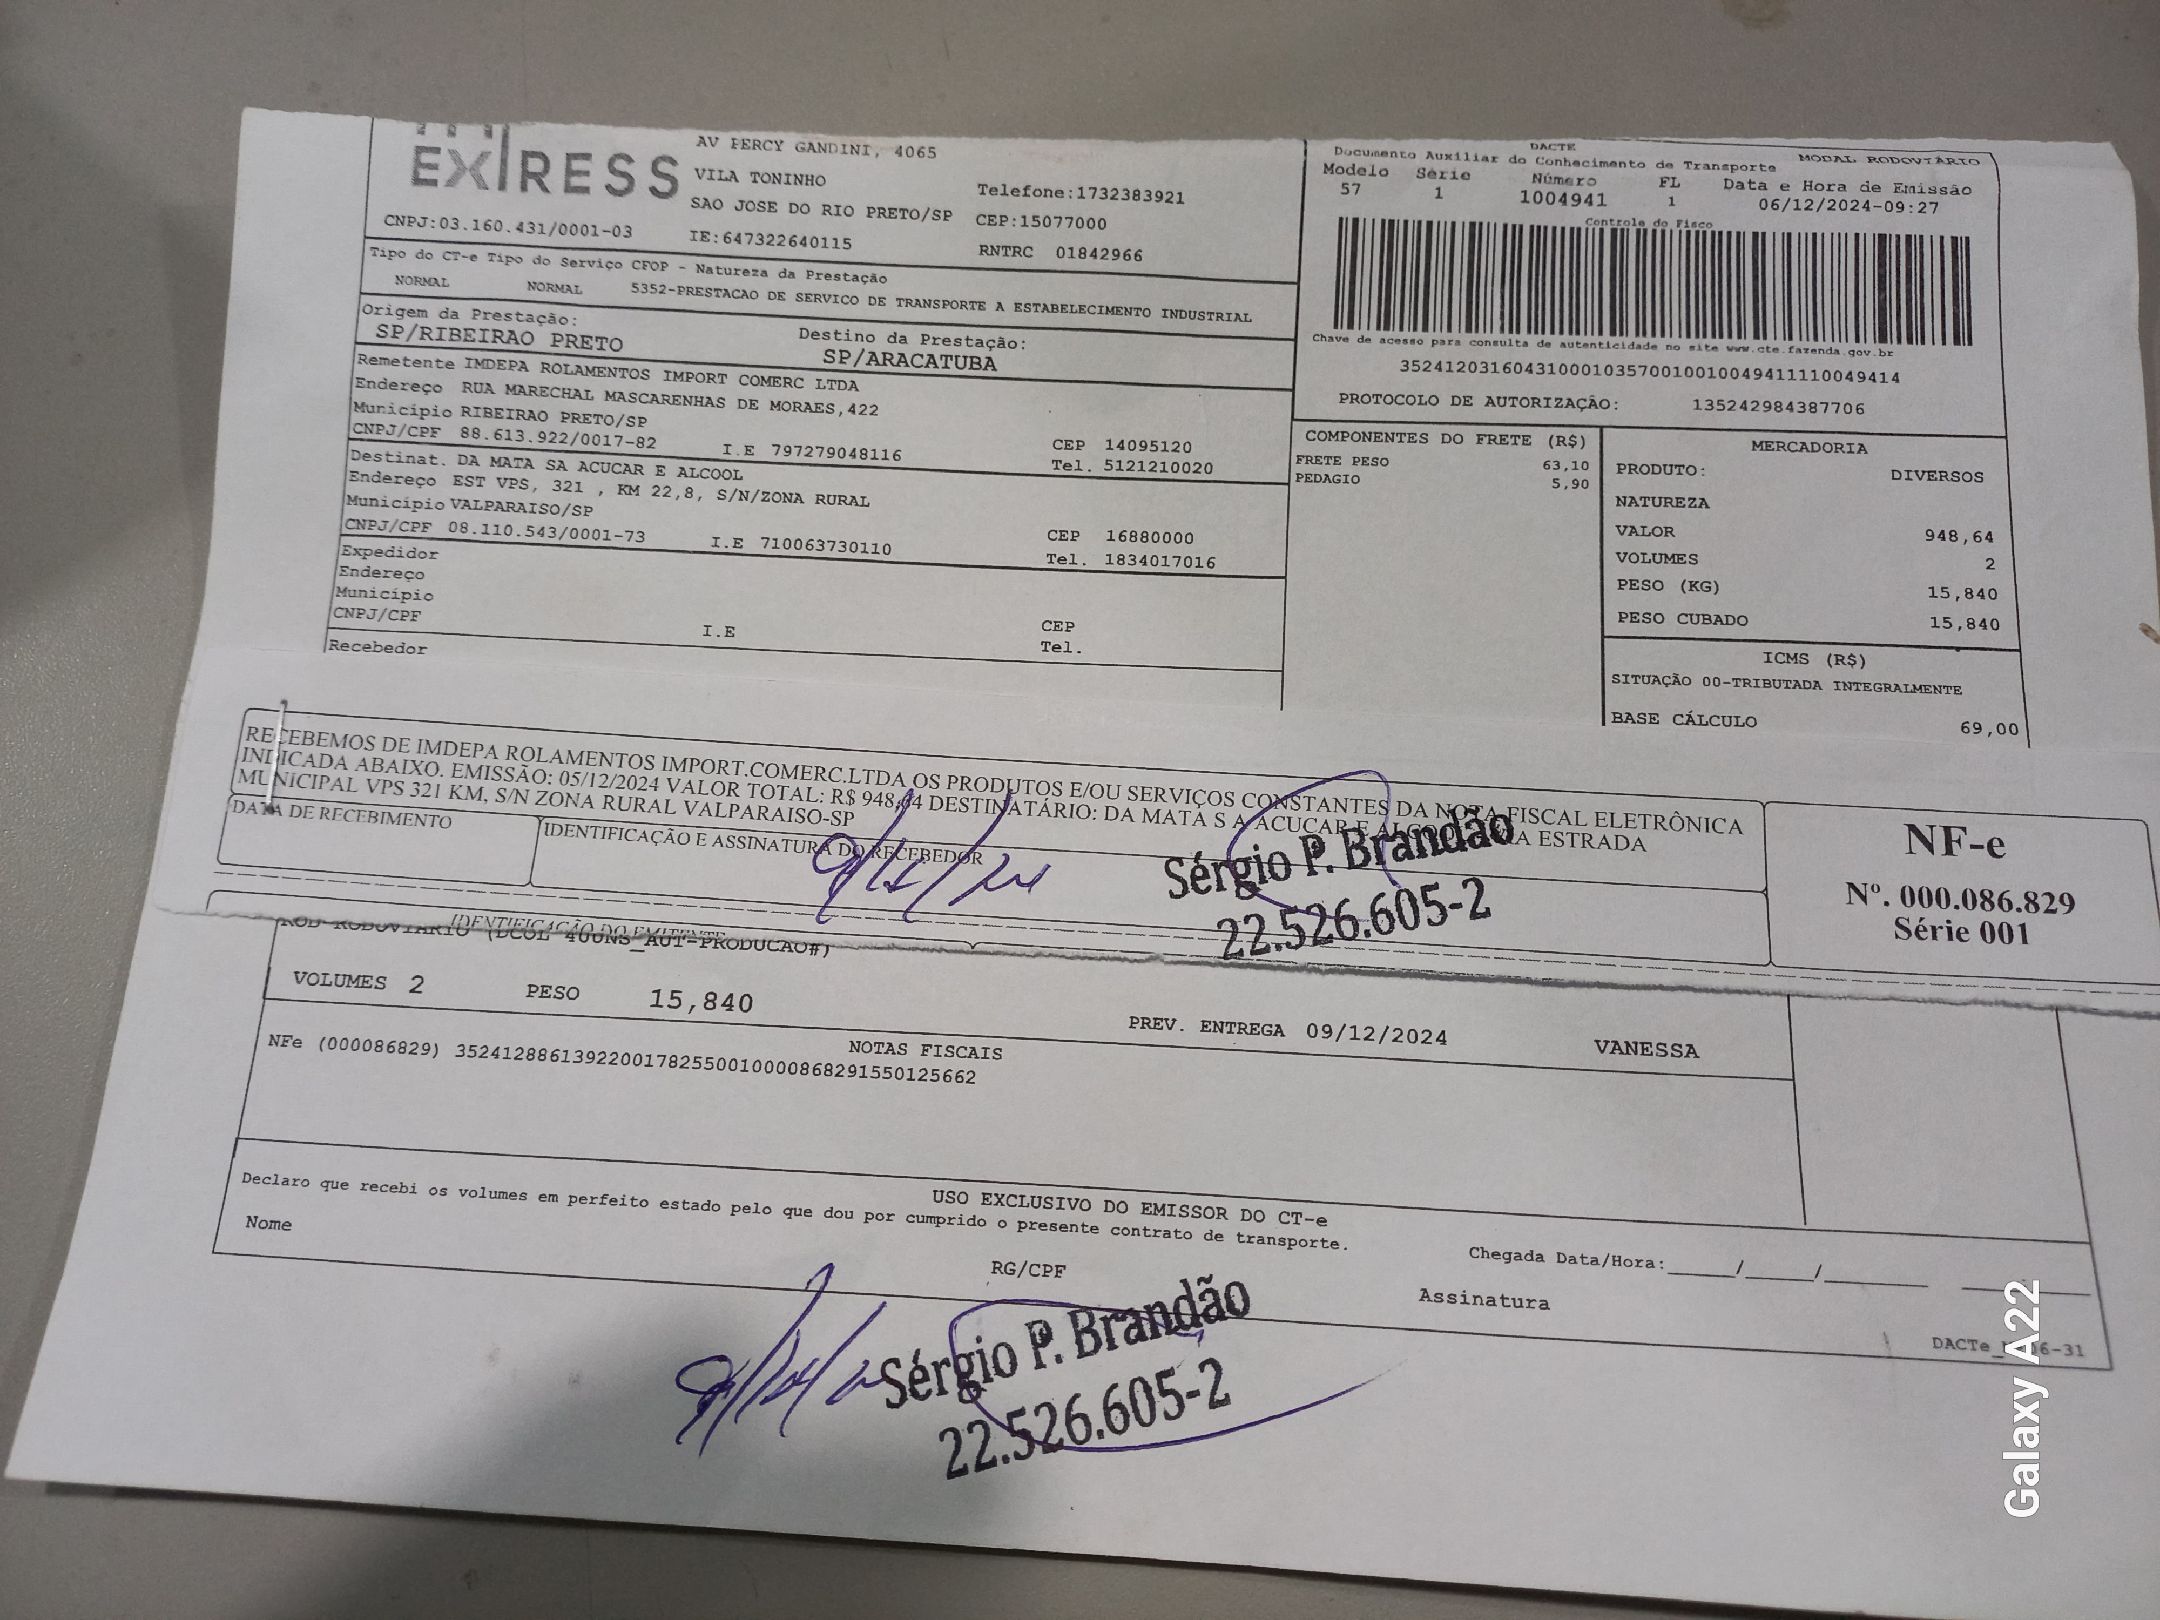 EXPRESS
AV PERCY GANDINI, 4065
VILA TONINHO
SAO JOSE DO RIO PRETO/SP
Telefone:1732383921
CEP:15077000
CNPJ:03.160.431/0001-03
IE:647322640115
RNTRC 01842966
Tipo do CT-e Tipo do Serviço CFOP - Natureza da Prestação
NORMAL NORMAL 5352-PRESTACAO DE SERVICO DE TRANSPORTE A ESTABELECIMENTO INDUSTRIAL
Origem da Prestação:
SP/RIBEIRAO PRETO
Destino da Prestação:
SP/ARACATUBA
Remetente IMDEPA ROLAMENTOS IMPORT COMERC LTDA
Endereço RUA MARECHAL MASCARENHAS DE MORAES,422
Município RIBEIRAO PRETO/SP
CNPJ/CPF 88.613.922/0017-82 I.E 797279048116
CEP 14095120
Tel. 5121210020
Destinat. DA MATA SA ACUCAR E ALCOOL
Endereço EST VPS, 321 , KM 22,8, S/N/ZONA RURAL
Município VALPARAISO/SP
CNPJ/CPF 08.110.543/0001-73 I.E 710063730110
CEP 16880000
Tel. 1834017016
Expedidor
Endereço
Município
CNPJ/CPF
I.E
CEP
Tel.
Recebedor
DACTE
Documento Auxiliar do Conhecimento de Transporte
MODAL RODOVIÁRIO
Modelo Série Número FL Data e Hora de Emissão
57 1 1004941 1 06/12/2024-09:27
Controle do Fisco
Chave de acesso para consulta de autenticidade no site www.cte.fazenda.gov.br
35241203160431000103570010010049411110049414
PROTOCOLO DE AUTORIZAÇÃO: 135242984387706
COMPONENTES DO FRETE (R$)
FRETE PESO 63,10
PEDAGIO 5,90
MERCADORIA
PRODUTO: DIVERSOS
NATUREZA
VALOR 948,64
VOLUMES 2
PESO (KG) 15,840
PESO CUBADO 15,840
ICMS (R$)
SITUAÇÃO 00-TRIBUTADA INTEGRALMENTE
BASE CÁLCULO 69,00
RECEBEMOS DE IMDEPA ROLAMENTOS IMPORT.COMERC.LTDA OS PRODUTOS E/OU SERVIÇOS CONSTANTES DA NOTA FISCAL ELETRÔNICA
INDICADA ABAIXO. EMISSÃO: 05/12/2024 VALOR TOTAL: R$ 948,64 DESTINATÁRIO: DA MATA S A ACUCAR E ALCOOL ESTRADA
MUNICIPAL VPS 321 KM, S/N ZONA RURAL VALPARAISO-SP
DATA DE RECEBIMENTO
IDENTIFICAÇÃO E ASSINATURA DO RECEBEDOR
Sérgio P. Brandão
22.526.605-2
NF-e
Nº. 000.086.829
Série 001
IDENTIFICAÇÃO DO EMITENTE
VOLUMES 2 PESO 15,840
PREV. ENTREGA 09/12/2024
VANESSA
NOTAS FISCAIS
NFe (000086829) 35241288613922001782550010000868291550125662
USO EXCLUSIVO DO EMISSOR DO CT-e
Declaro que recebi os volumes em perfeito estado pelo que dou por cumprido o presente contrato de transporte.
Nome
RG/CPF
Chegada Data/Hora:_____/_____/_____
Assinatura
Sérgio P. Brandão
22.526.605-2
Galaxy A22